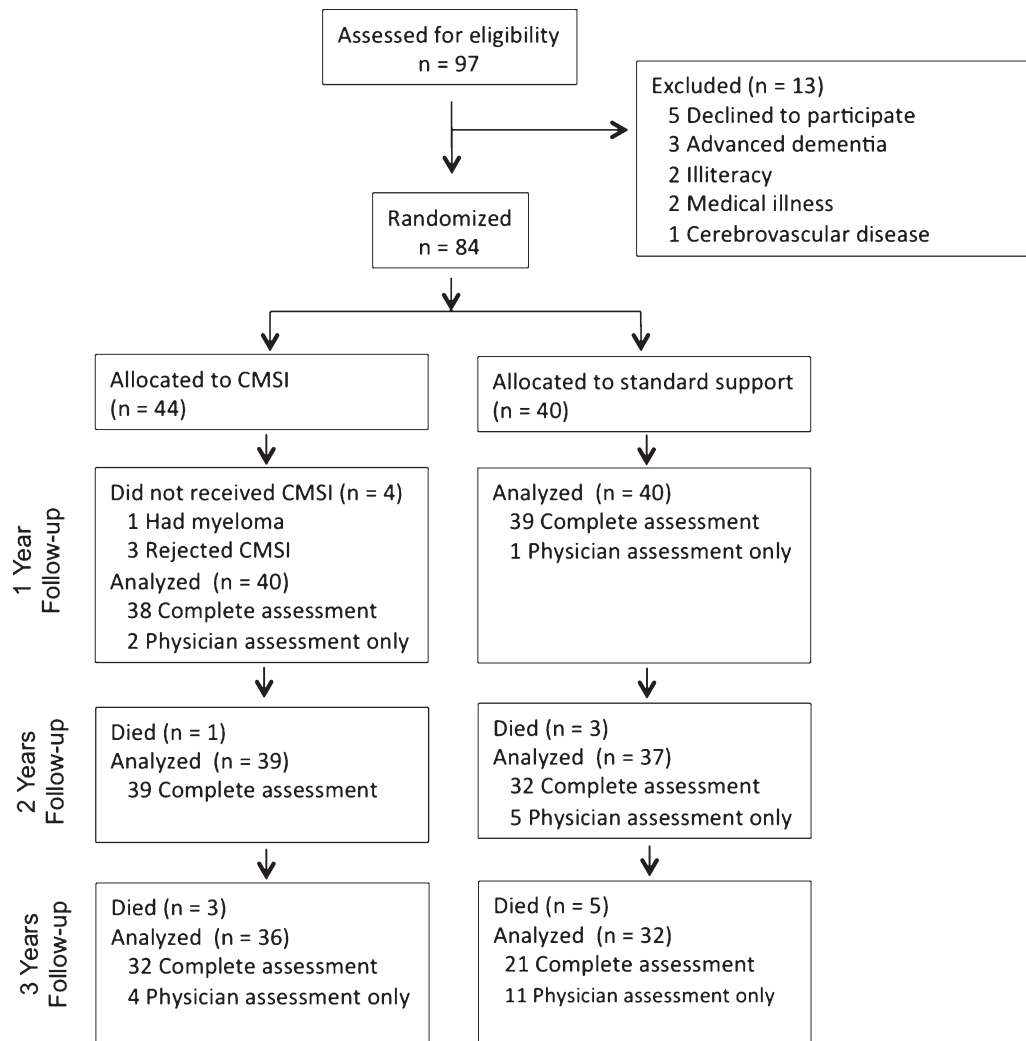 Assessed for eligibility
n = 97
Excluded (n = 13)
5 Declined to participate
3 Advanced dementia
2 Illiteracy
2 Medical illness
1 Cerebrovascular disease
Randomized
n = 84
Allocated to CMSI
(n = 44)
Allocated to standard support
(n = 40)
1 Year
Follow-up
Did not received CMSI (n = 4)
1 Had myeloma
3 Rejected CMSI
Analyzed (n = 40)
38 Complete assessment
2 Physician assessment only
Analyzed (n = 40)
39 Complete assessment
1 Physician assessment only
2 Years
Follow-up
Died (n = 1)
Analyzed (n = 39)
39 Complete assessment
Died (n = 3)
Analyzed (n = 37)
32 Complete assessment
5 Physician assessment only
3 Years
Follow-up
Died (n = 3)
Analyzed (n = 36)
32 Complete assessment
4 Physician assessment only
Died (n = 5)
Analyzed (n = 32)
21 Complete assessment
11 Physician assessment only